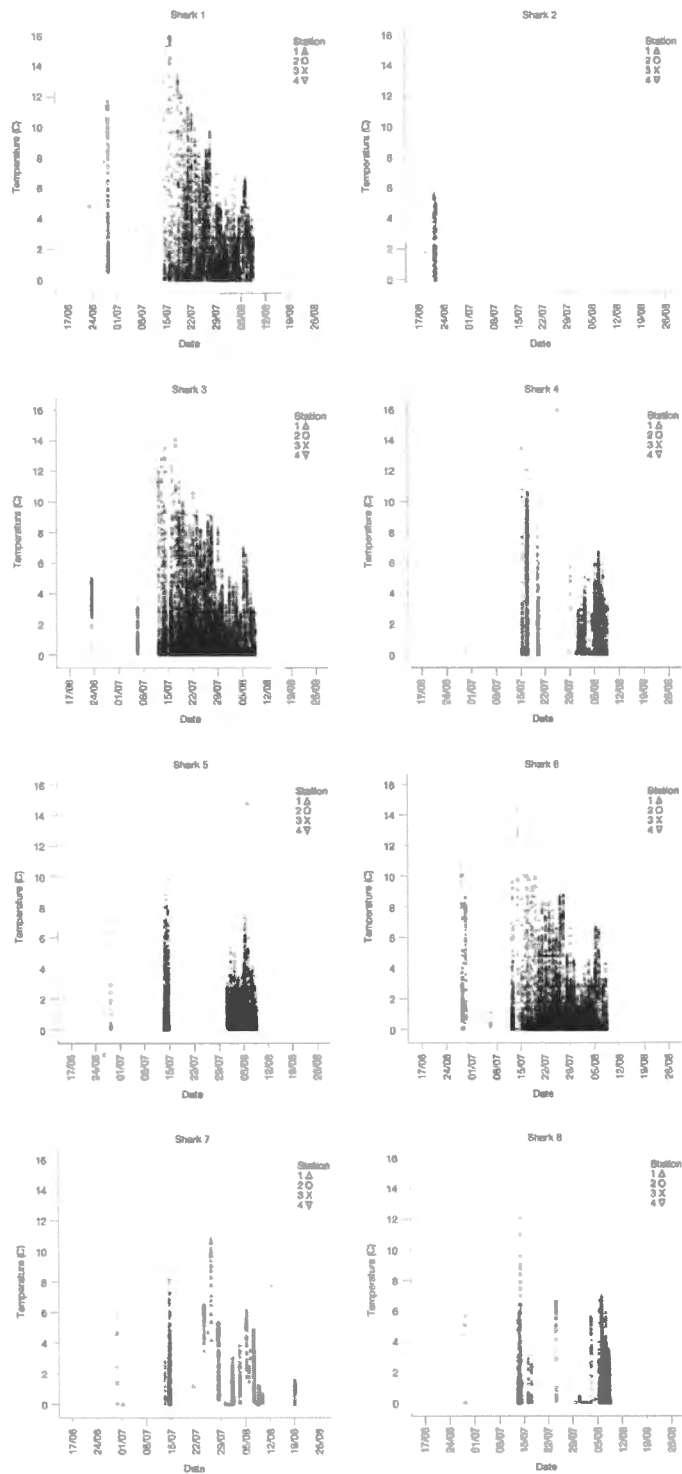 Shark 1
Station
1 Δ
2 O
3 X
4 ∇
16
14
12
10
8
6
4
2
0
Temperature (C)
17/06 24/06 01/07 08/07 15/07 22/07 29/07 05/08 12/08 19/08 26/08
Date
Shark 2
Station
1 Δ
2 O
3 X
4 ∇
16
14
12
10
8
6
4
2
0
Temperature (C)
17/06 24/06 01/07 08/07 15/07 22/07 29/07 05/08 12/08 19/08 26/08
Date
Shark 3
Station
1 Δ
2 O
3 X
4 ∇
16
14
12
10
8
6
4
2
0
Temperature (C)
17/06 24/06 01/07 08/07 15/07 22/07 29/07 05/08 12/08 19/08 26/08
Date
Shark 4
Station
1 Δ
2 O
3 X
4 ∇
16
14
12
10
8
6
4
2
0
Temperature (C)
17/06 24/06 01/07 08/07 15/07 22/07 29/07 05/08 12/08 19/08 26/08
Date
Shark 5
Station
1 Δ
2 O
3 X
4 ∇
16
14
12
10
8
6
4
2
0
Temperature (C)
17/06 24/06 01/07 08/07 15/07 22/07 29/07 05/08 12/08 19/08 26/08
Date
Shark 6
Station
1 Δ
2 O
3 X
4 ∇
16
14
12
10
8
6
4
2
0
Temperature (C)
17/06 24/06 01/07 08/07 15/07 22/07 29/07 05/08 12/08 19/08 26/08
Date
Shark 7
Station
1 Δ
2 O
3 X
4 ∇
16
14
12
10
8
6
4
2
0
Temperature (C)
17/06 24/06 01/07 08/07 15/07 22/07 29/07 05/08 12/08 19/08 26/08
Date
Shark 8
Station
1 Δ
2 O
3 X
4 ∇
16
14
12
10
8
6
4
2
0
Temperature (C)
17/06 24/06 01/07 08/07 15/07 22/07 29/07 05/08 12/08 19/08 26/08
Date